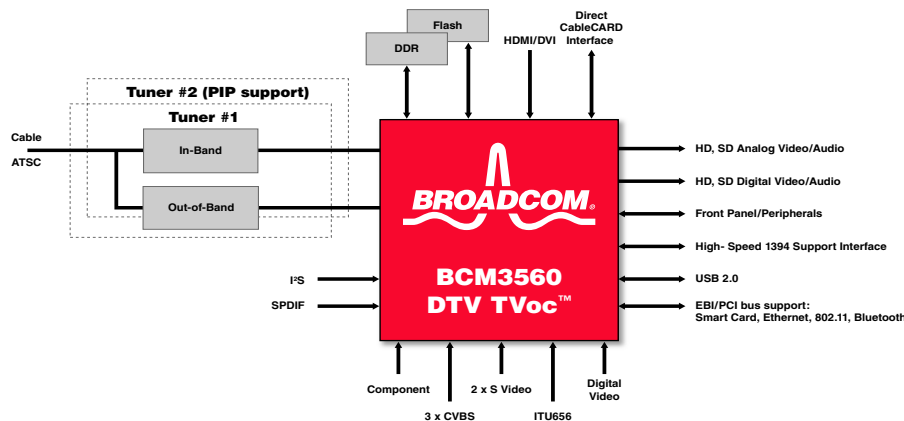 Flash
DDR
HDMI/DVI
Direct
CableCARD
Interface
Tuner #2 (PIP support)
Tuner #1
Cable
ATSC
In-Band
Out-of-Band
I²S
SPDIF
BROADCOM®
BCM3560
DTV TVoc™
HD, SD Analog Video/Audio
HD, SD Digital Video/Audio
Front Panel/Peripherals
High- Speed 1394 Support Interface
USB 2.0
EBI/PCI bus support:
Smart Card, Ethernet, 802.11, Bluetooth
Component
3 x CVBS
2 x S Video
ITU656
Digital
Video